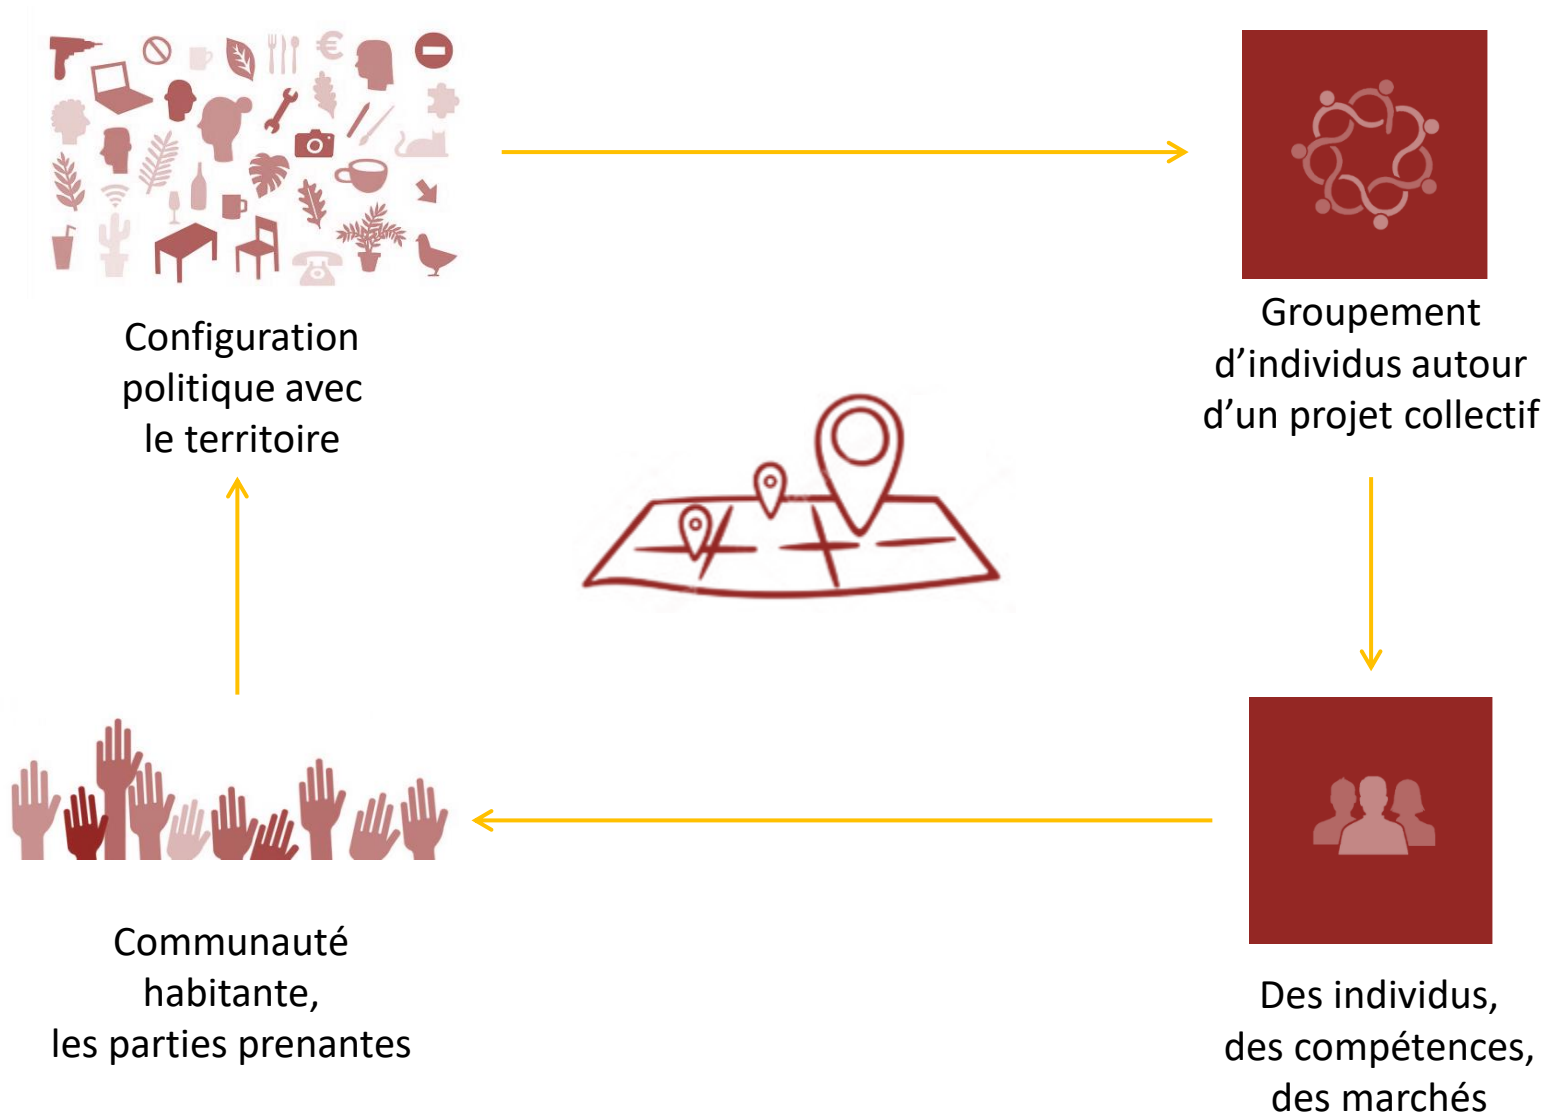 Configuration
politique avec
le territoire
Groupement
d’individus autour
d’un projet collectif
Communauté
habitante,
les parties prenantes
Des individus,
des compétences,
des marchés